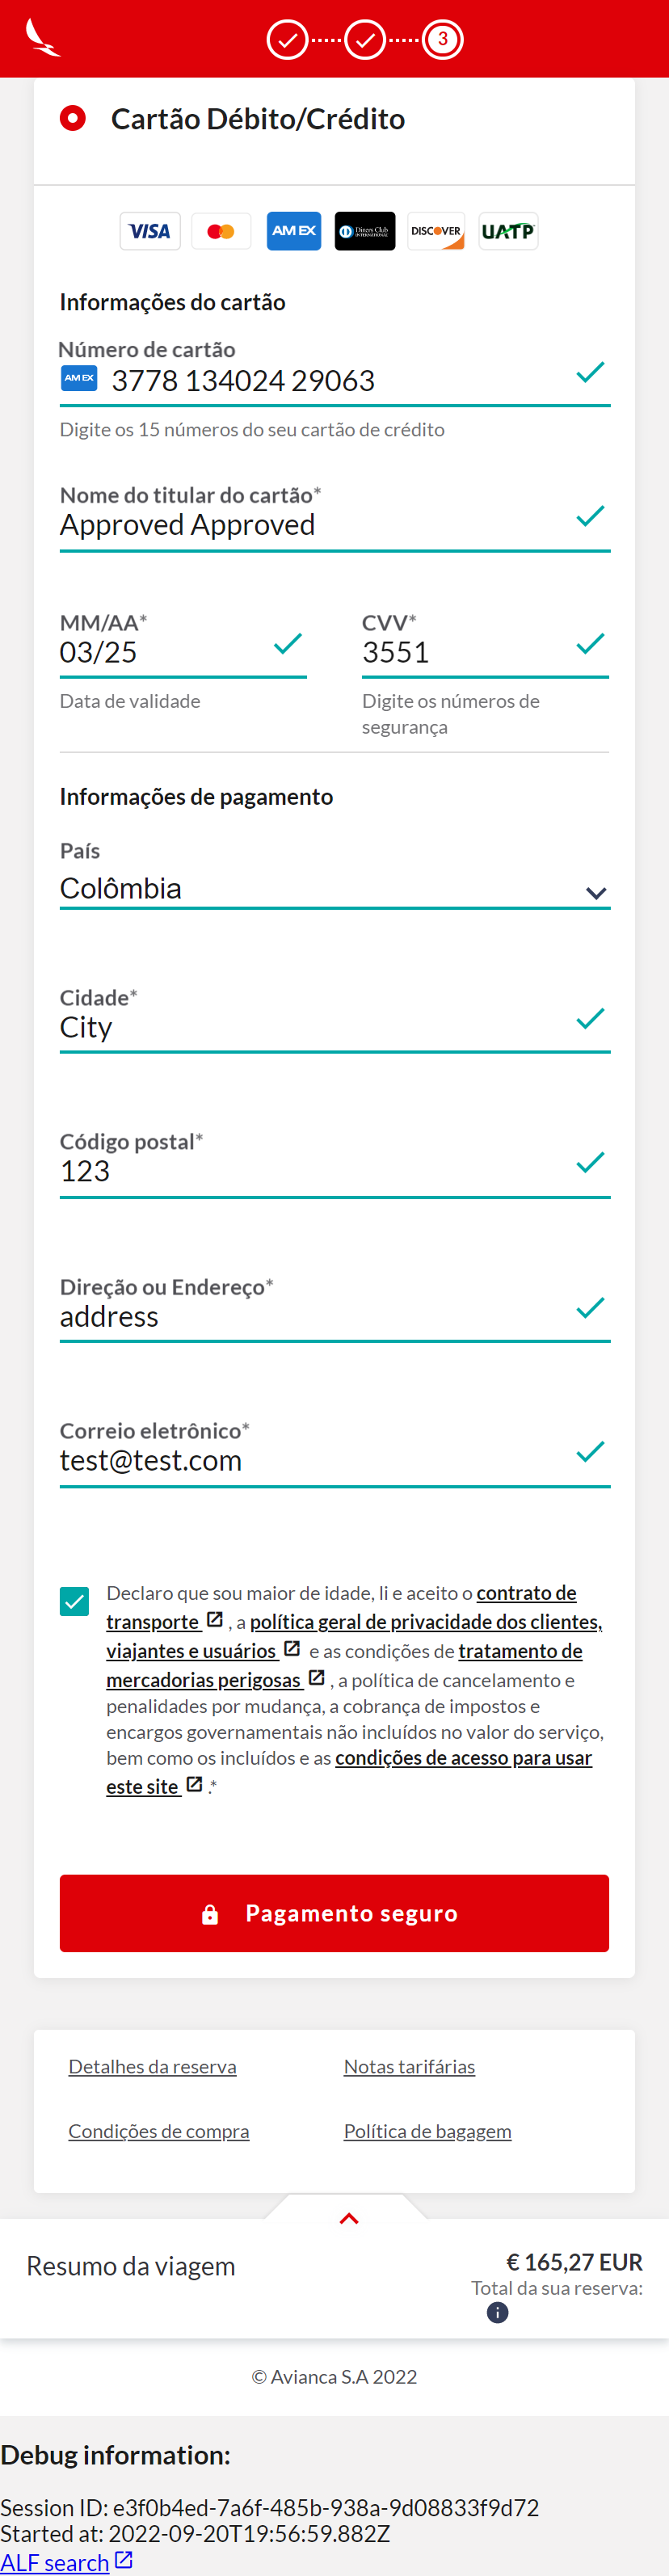 3
Cartão Débito/Crédito
VISA AMEX Diners Club INTERNATIONAL DISCOVER UATP
Informações do cartão
Número de cartão
AMEX 3778 134024 29063
Digite os 15 números do seu cartão de crédito
Nome do titular do cartão*
Approved Approved
MM/AA* CVV*
03/25 3551
Data de validade Digite os números de
segurança
Informações de pagamento
País
Colômbia
Cidade*
City
Código postal*
123
Direção ou Endereço*
address
Correio eletrônico*
test@test.com
Declaro que sou maior de idade, li e aceito o contrato de
transporte , a política geral de privacidade dos clientes,
viajantes e usuários e as condições de tratamento de
mercadorias perigosas , a política de cancelamento e
penalidades por mudança, a cobrança de impostos e
encargos governamentais não incluídos no valor do serviço,
bem como os incluídos e as condições de acesso para usar
este site .*
Pagamento seguro
Detalhes da reserva Notas tarifárias
Condições de compra Política de bagagem
Resumo da viagem € 165,27 EUR
Total da sua reserva:
© Avianca S.A 2022
Debug information:
Session ID: e3f0b4ed-7a6f-485b-938a-9d08833f9d72
Started at: 2022-09-20T19:56:59.882Z
ALF search